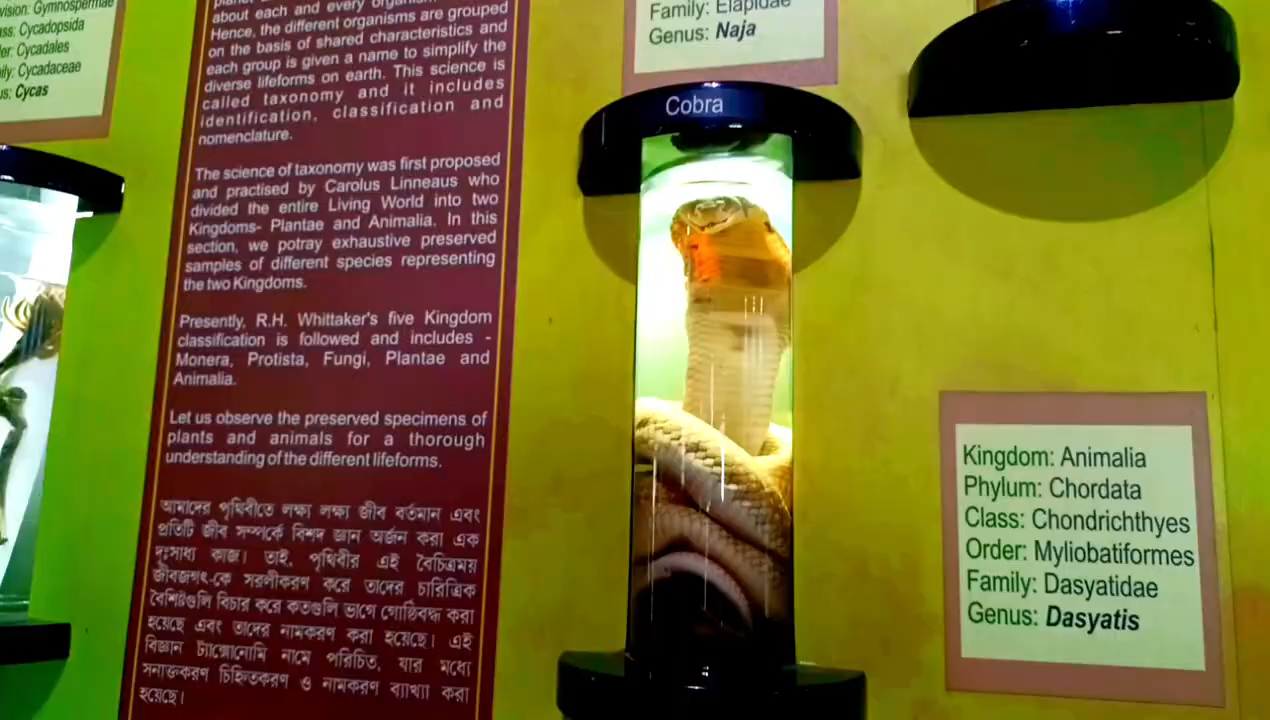 vision: Gymnospermae
ss: Cycadopsida
er: Cycadales
ily: Cycadaceae
us: Cycas
about each and every
Hence, the different organisms are grouped
on the basis of shared characteristics and
each group is given a name to simplify the
diverse lifeforms on earth. This science is
called taxonomy and it includes
identification, classification and
nomenclature.
The science of taxonomy was first proposed
and practised by Carolus Linneaus who
divided the entire Living World into two
Kingdoms- Plantae and Animalia. In this
section, we potray exhaustive preserved
samples of different species representing
the two Kingdoms.
Presently, R.H. Whittaker's five Kingdom
classification is followed and includes -
Monera, Protista, Fungi, Plantae and
Animalia.
Let us observe the preserved specimens of
plants and animals for a thorough
understanding of the different lifeforms.
আমাদের পৃথিবীতে লক্ষ্য লক্ষ্য জীব বর্তমান এবং
প্রতিটি জীব সম্পর্কে বিশদ জ্ঞান অর্জন করা এক
দুঃসাধ্য কাজ। তাই, পৃথিবীর এই বৈচিত্রময়
জীবজগৎ-কে সরলীকরণ করে তাদের চারিত্রিক
বৈশিষ্টগুলি বিচার করে কতগুলি ভাগে গোষ্ঠিবদ্ধ করা
হয়েছে এবং তাদের নামকরণ করা হয়েছে। এই
বিজ্ঞান ট্যাক্সোনোমি নামে পরিচিত, যার মধ্যে
সনাক্তকরণ চিহ্নিতকরণ ও নামকরণ ব্যাখ্যা করা
হয়েছে।
Family: Elapidae
Genus: Naja
Cobra
Kingdom: Animalia
Phylum: Chordata
Class: Chondrichthyes
Order: Myliobatiformes
Family: Dasyatidae
Genus: Dasyatis